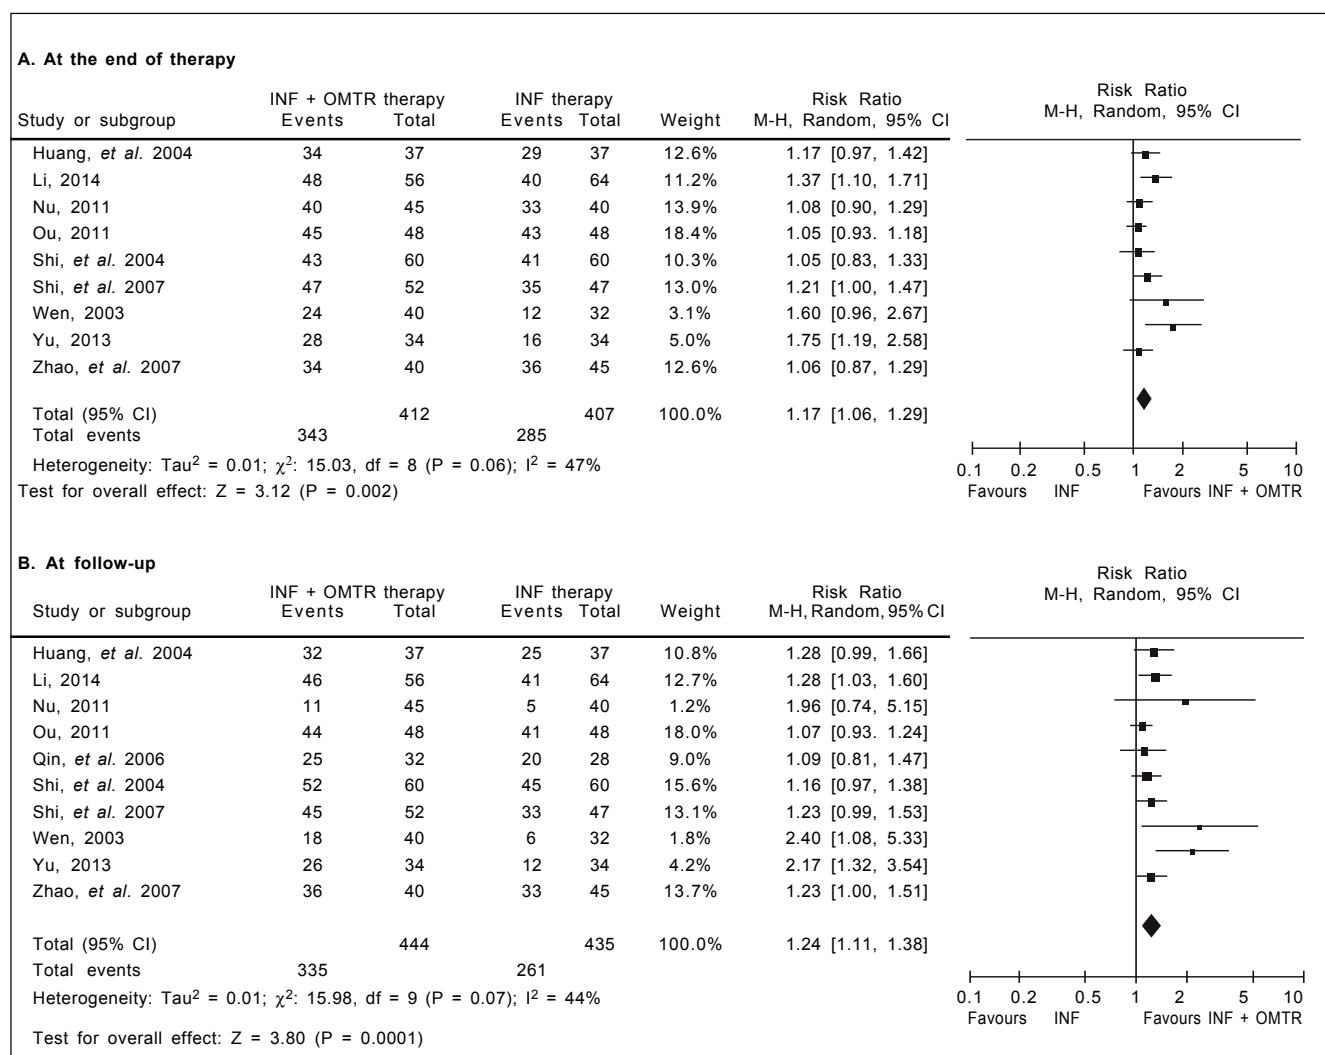 A. At the end of therapy
INF + OMTR therapy INF therapy Risk Ratio Risk Ratio
Study or subgroup Events Total Events Total Weight M-H, Random, 95% CI M-H, Random, 95% CI
Huang, et al. 2004 34 37 29 37 12.6% 1.17 [0.97, 1.42]
Li, 2014 48 56 40 64 11.2% 1.37 [1.10, 1.71]
Nu, 2011 40 45 33 40 13.9% 1.08 [0.90, 1.29]
Ou, 2011 45 48 43 48 18.4% 1.05 [0.93. 1.18]
Shi, et al. 2004 43 60 41 60 10.3% 1.05 [0.83, 1.33]
Shi, et al. 2007 47 52 35 47 13.0% 1.21 [1.00, 1.47]
Wen, 2003 24 40 12 32 3.1% 1.60 [0.96, 2.67]
Yu, 2013 28 34 16 34 5.0% 1.75 [1.19, 2.58]
Zhao, et al. 2007 34 40 36 45 12.6% 1.06 [0.87, 1.29]
Total (95% CI) 412 407 100.0% 1.17 [1.06, 1.29]
Total events 343 285
Heterogeneity: Tau² = 0.01; χ²: 15.03, df = 8 (P = 0.06); I² = 47%
0.1 0.2 0.5 1 2 5 10
Test for overall effect: Z = 3.12 (P = 0.002)
Favours INF Favours INF + OMTR
B. At follow-up
INF + OMTR therapy INF therapy Risk Ratio Risk Ratio
Study or subgroup Events Total Events Total Weight M-H, Random, 95% CI M-H, Random, 95% CI
Huang, et al. 2004 32 37 25 37 10.8% 1.28 [0.99, 1.66]
Li, 2014 46 56 41 64 12.7% 1.28 [1.03, 1.60]
Nu, 2011 11 45 5 40 1.2% 1.96 [0.74, 5.15]
Ou, 2011 44 48 41 48 18.0% 1.07 [0.93. 1.24]
Qin, et al. 2006 25 32 20 28 9.0% 1.09 [0.81, 1.47]
Shi, et al. 2004 52 60 45 60 15.6% 1.16 [0.97, 1.38]
Shi, et al. 2007 45 52 33 47 13.1% 1.23 [0.99, 1.53]
Wen, 2003 18 40 6 32 1.8% 2.40 [1.08, 5.33]
Yu, 2013 26 34 12 34 4.2% 2.17 [1.32, 3.54]
Zhao, et al. 2007 36 40 33 45 13.7% 1.23 [1.00, 1.51]
Total (95% CI) 444 435 100.0% 1.24 [1.11, 1.38]
Total events 335 261
Heterogeneity: Tau² = 0.01; χ²: 15.98, df = 9 (P = 0.07); I² = 44%
0.1 0.2 0.5 1 2 5 10
Favours INF Favours INF + OMTR
Test for overall effect: Z = 3.80 (P = 0.0001)